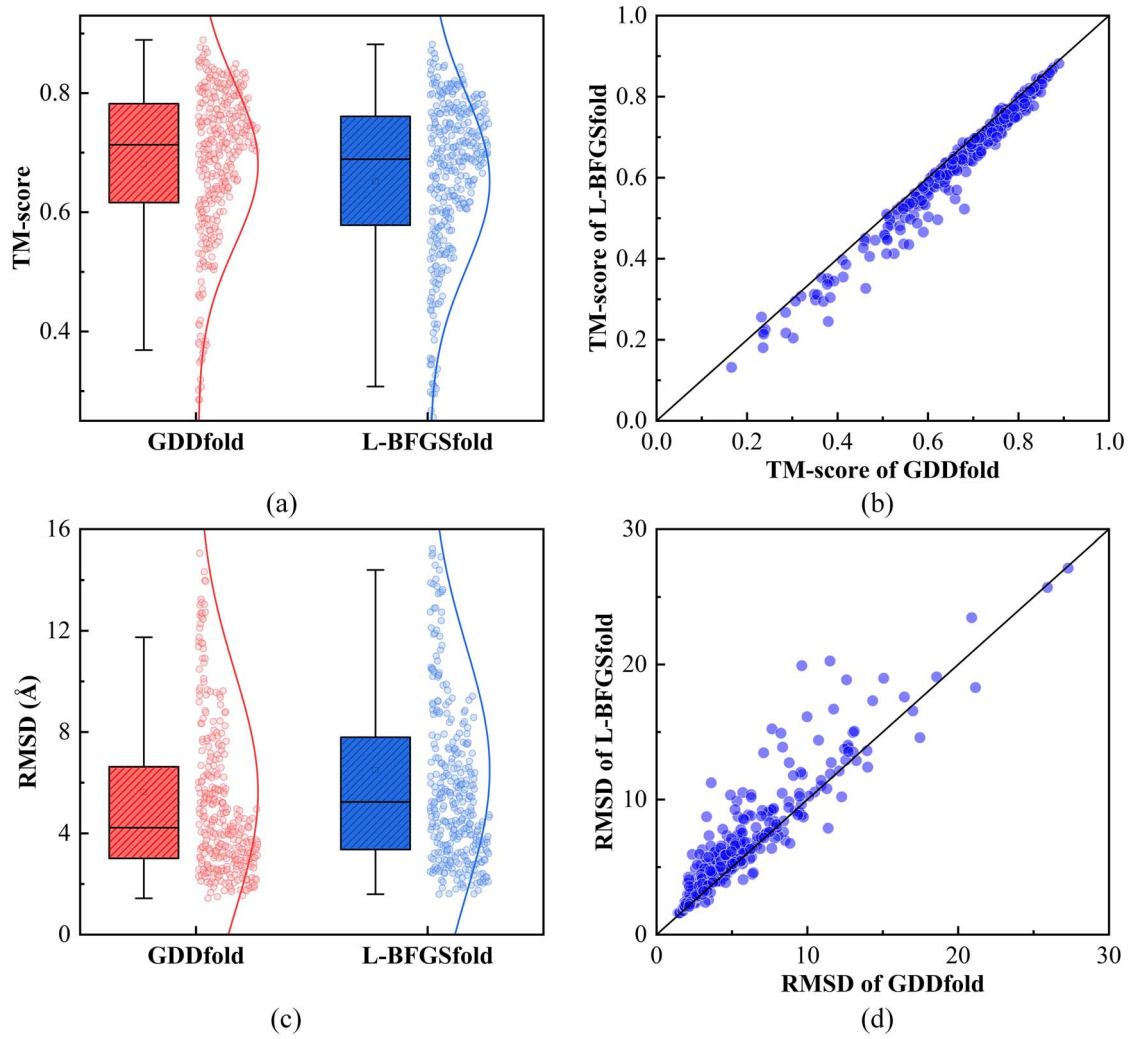 TM-score
0.8
0.6
0.4
GDDfold
L-BFGSfold
(a)
TM-score of L-BFGSfold
1.0
0.8
0.6
0.4
0.2
0.0
0.0
0.2
0.4
0.6
0.8
1.0
TM-score of GDDfold
(b)
RMSD (Å)
16
12
8
4
0
GDDfold
L-BFGSfold
(c)
RMSD of L-BFGSfold
30
20
10
0
0
10
20
30
RMSD of GDDfold
(d)